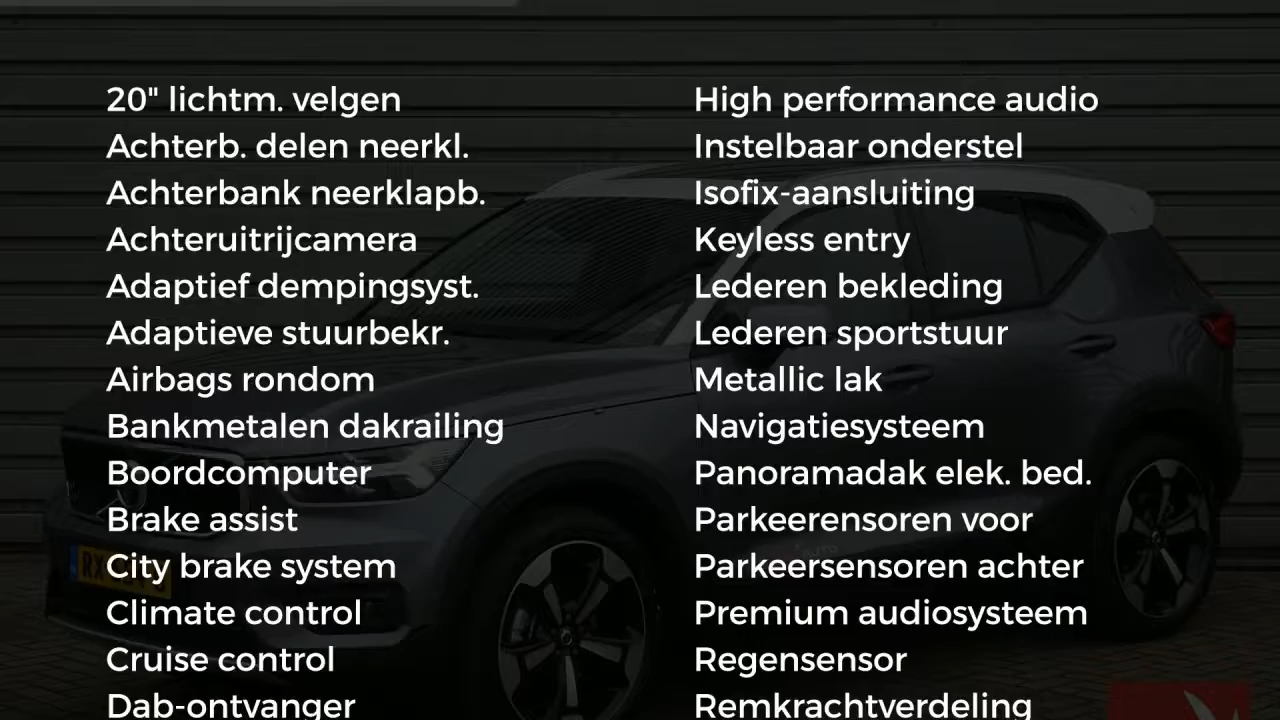 20" lichtm. velgen
Achterb. delen neerkl.
Achterbank neerklapb.
Achteruitrijcamera
Adaptief dempingsyst.
Adaptieve stuurbekr.
Airbags rondom
Bankmetalen dakrailing
Boordcomputer
Brake assist
City brake system
Climate control
Cruise control
Dab-ontvanger
High performance audio
Instelbaar onderstel
Isofix-aansluiting
Keyless entry
Lederen bekleding
Lederen sportstuur
Metallic lak
Navigatiesysteem
Panoramadak elek. bed.
Parkeerensoren voor
Parkeersensoren achter
Premium audiosysteem
Regensensor
Remkrachtverdeling